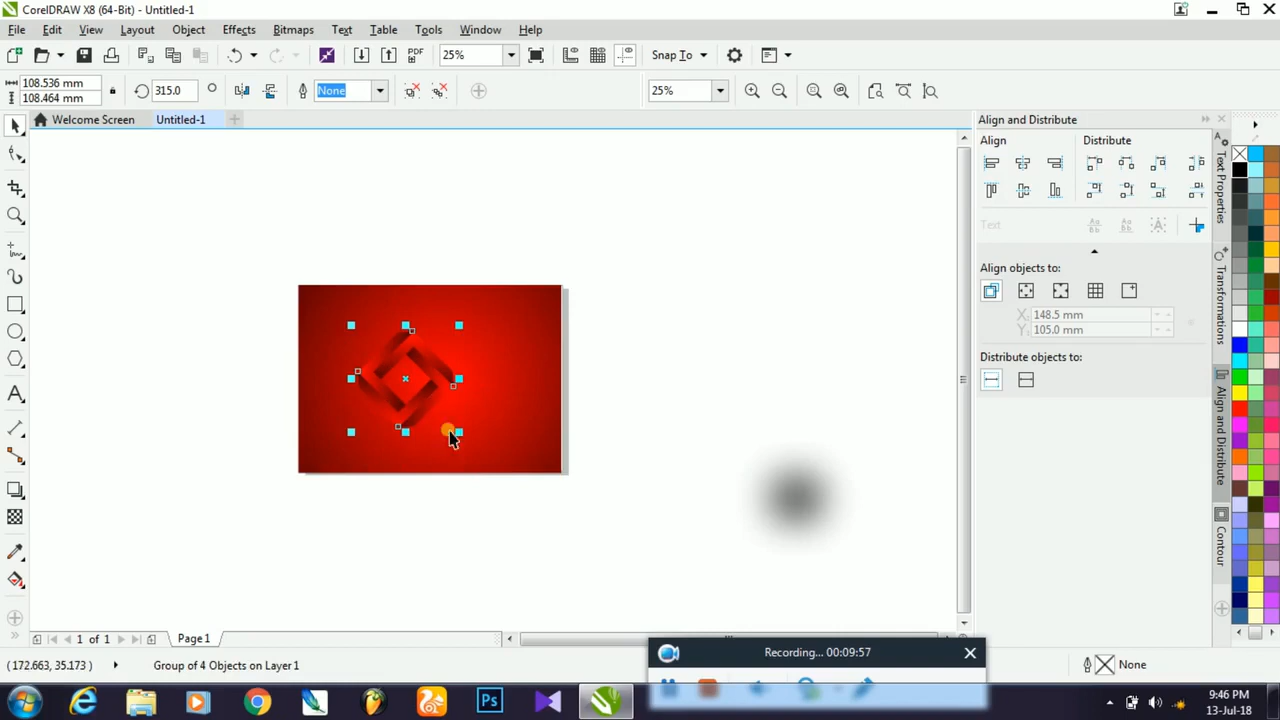 CorelDRAW X8 (64-Bit) - Untitled-1
File Edit View Layout Object Effects Bitmaps Text Table Tools Window Help
PDF 25% Snap To
108.536 mm
108.464 mm
315.0 None 25%
Welcome Screen Untitled-1
Align and Distribute
Align Distribute
Text
Align objects to:
X: 148.5 mm
Y: 105.0 mm
Distribute objects to:
Text Properties
Transformations
Align and Distribute
Contour
1 of 1 Page 1
(172.663, 35.173) Group of 4 Objects on Layer 1
None
Recording... 00:09:57
Ps
9:46 PM
13-Jul-18